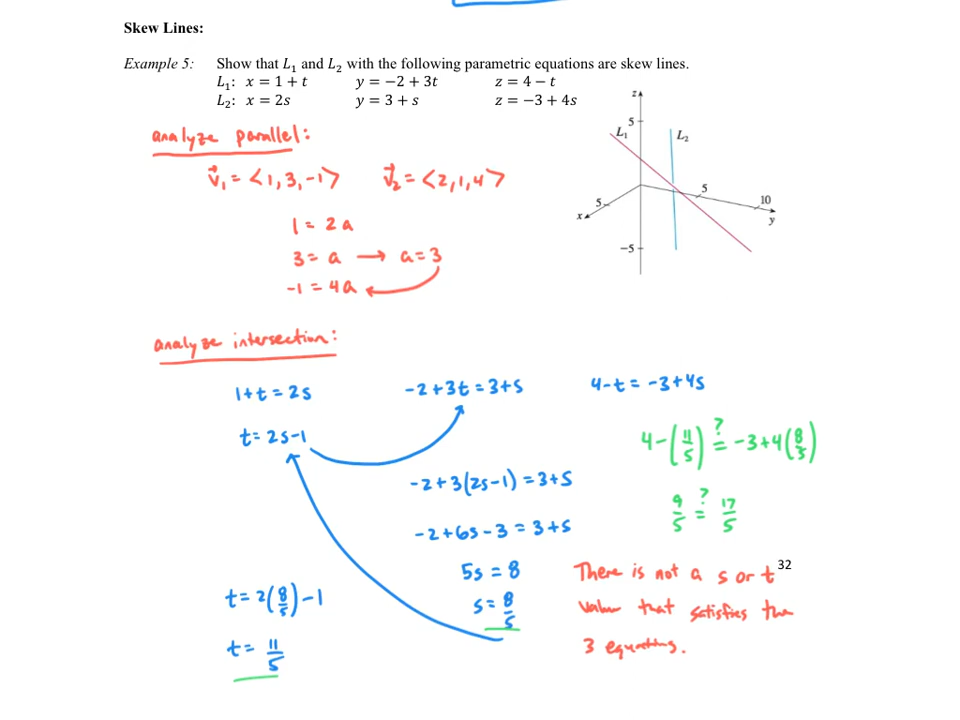 Skew Lines:
Example 5: Show that L₁ and L₂ with the following parametric equations are skew lines.
L₁: x = 1 + t y = −2 + 3t z = 4 − t
L₂: x = 2s y = 3 + s z = −3 + 4s
analyze parallel:
v⃗₁ = <1, 3, -1> v⃗₂ = <2, 1, 4>
1 = 2a
3 = a → a = 3
-1 = 4a
z
5
L₁
L₂
5
5
10
x
y
−5
analyze intersection:
1+t = 2s
t = 2s-1
-2+3t = 3+s
-2+3(2s-1) = 3+s
-2+6s-3 = 3+s
5s = 8
s = 8/5
t = 2(8/5)-1
t = 11/5
4-t = -3+4s
4-(11/5) ?= -3+4(8/5)
9/5 ?= 17/5
There is not a s or t
value that satisfies the
3 equations.
32